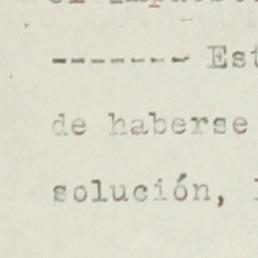 ------- Est
de haberse
solución,